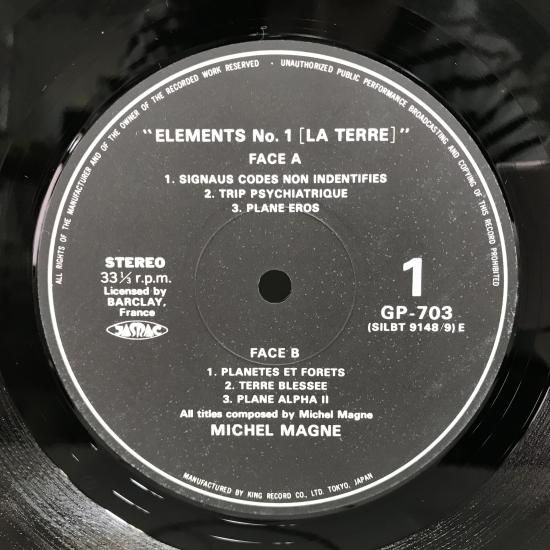 ALL RIGHTS OF THE MANUFACTURER AND OF THE OWNER OF THE RECORDED WORK RESERVED · UNAUTHORIZED PUBLIC PERFORMANCE BROADCASTING AND COPYING OF THIS RECORD PROHIBITED
"ELEMENTS No. 1 [LA TERRE]"
FACE A
1. SIGNAUS CODES NON INDENTIFIES
2. TRIP PSYCHIATRIQUE
3. PLANE EROS
STEREO
33⅓ r.p.m.
Licensed by
BARCLAY,
France
JASRAC
1
GP-703
(SILBT 9148/9) E
FACE B
1. PLANETES ET FORETS
2. TERRE BLESSEE
3. PLANE ALPHA II
All titles composed by Michel Magne
MICHEL MAGNE
MANUFACTURED BY KING RECORD CO., LTD. TOKYO, JAPAN